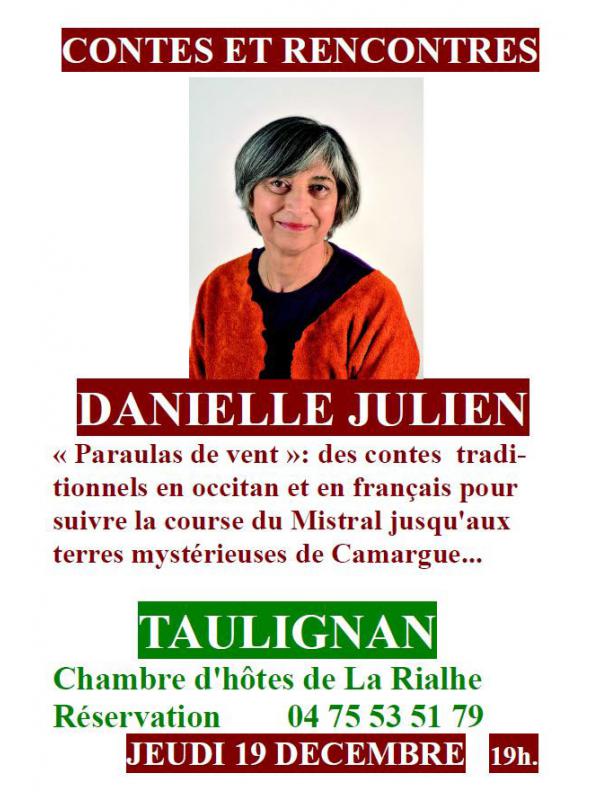 CONTES ET RENCONTRES
DANIELLE JULIEN
« Paraulas de vent »: des contes  tradi-
tionnels en occitan et en français pour
suivre la course du Mistral jusqu'aux
terres mystérieuses de Camargue...
TAULIGNAN
Chambre d'hôtes de La Rialhe
Réservation 04 75 53 51 79
JEUDI 19 DECEMBRE 19h.